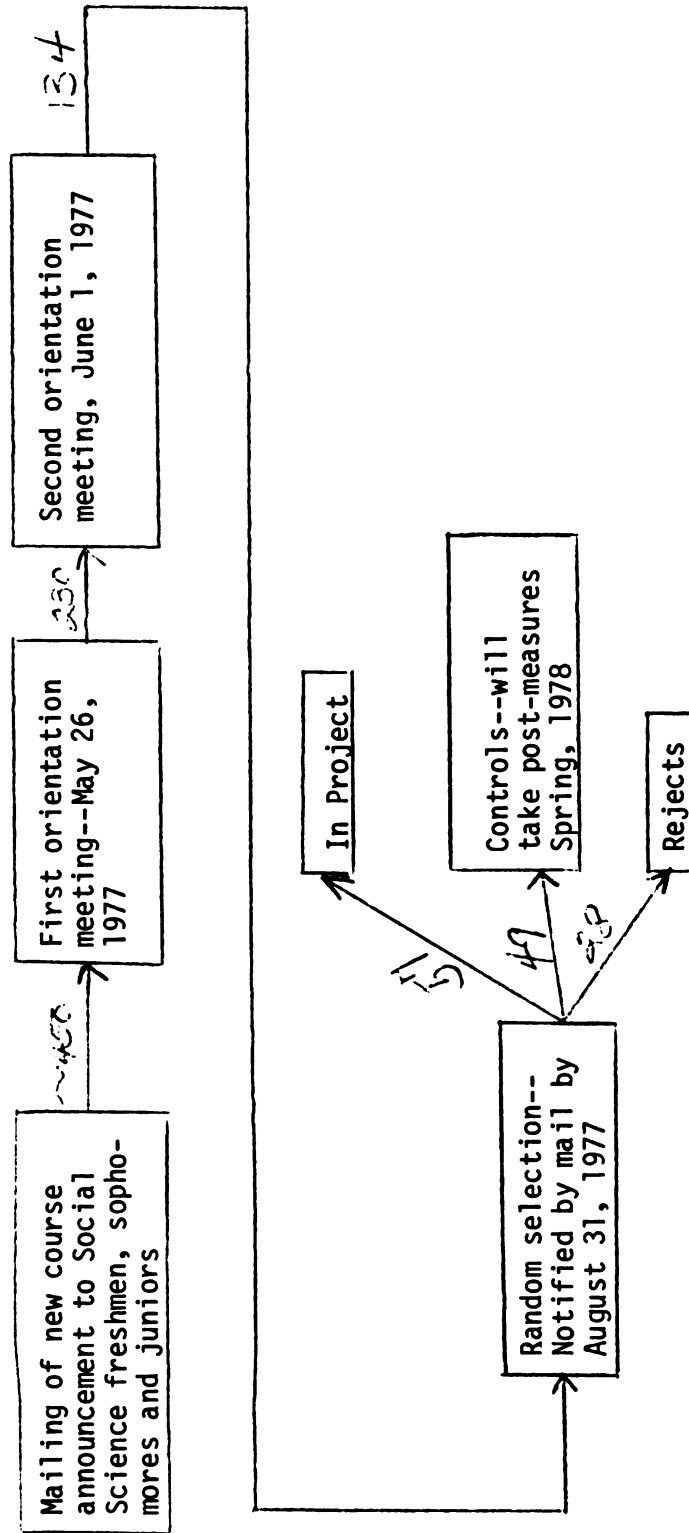 Mailing of new course
announcement to Social
Science freshmen, sopho-
mores and juniors
First orientation
meeting--May 26,
1977
230
Second orientation
meeting, June 1, 1977
134
Random selection--
Notified by mail by
August 31, 1977
In Project
49
Controls--will
take post-measures
Spring, 1978
Rejects